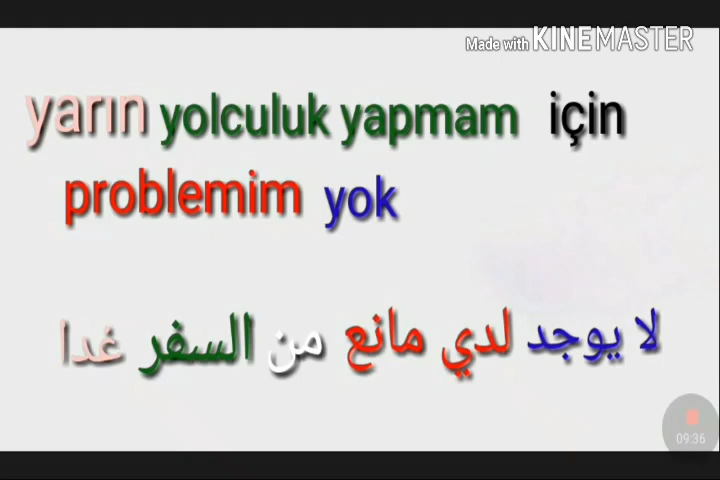 Made with KINEMASTER
yarın yolculuk yapmam için
problemim yok
لا يوجد لدي مانع من السفر غدا
09:36